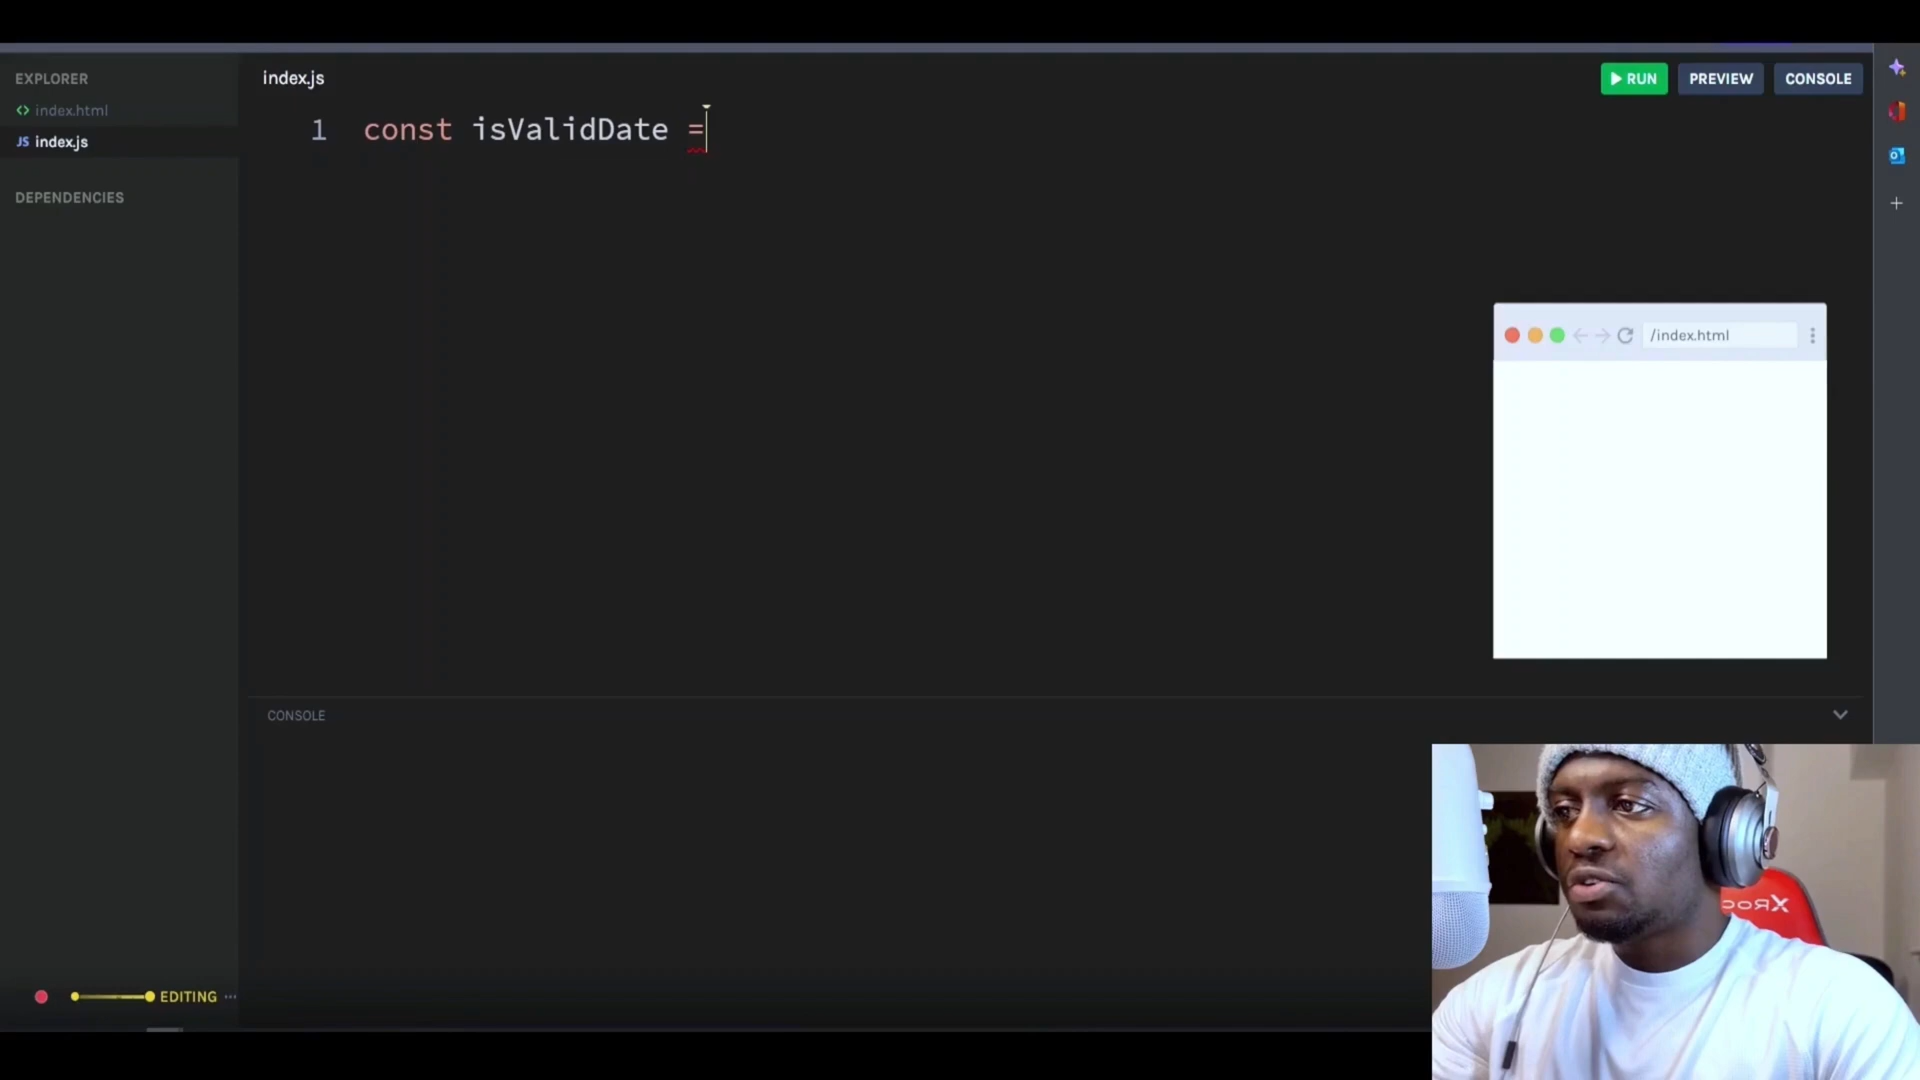 EXPLORER
index.html
JS index.js
DEPENDENCIES
index.js
RUN
PREVIEW
CONSOLE
1 const isValidDate =
/index.html
CONSOLE
EDITING ...